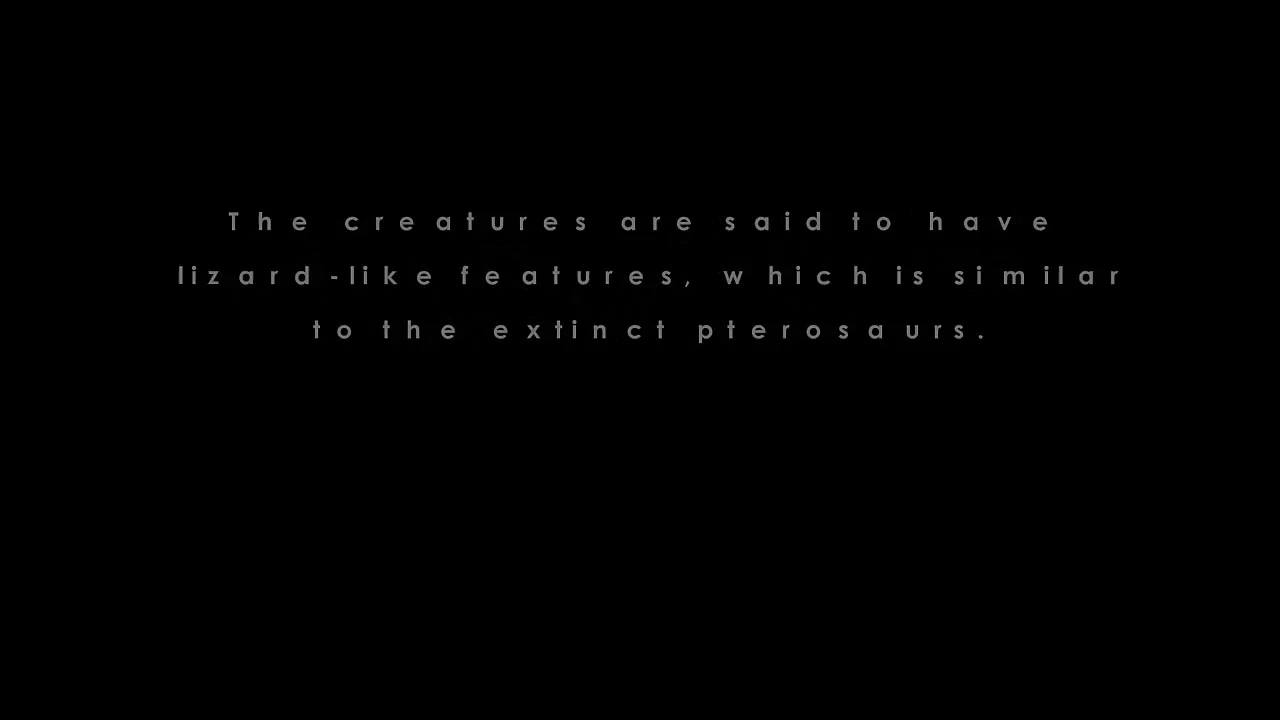 The creatures are said to have
lizard-like features, which is similar
to the extinct pterosaurs.